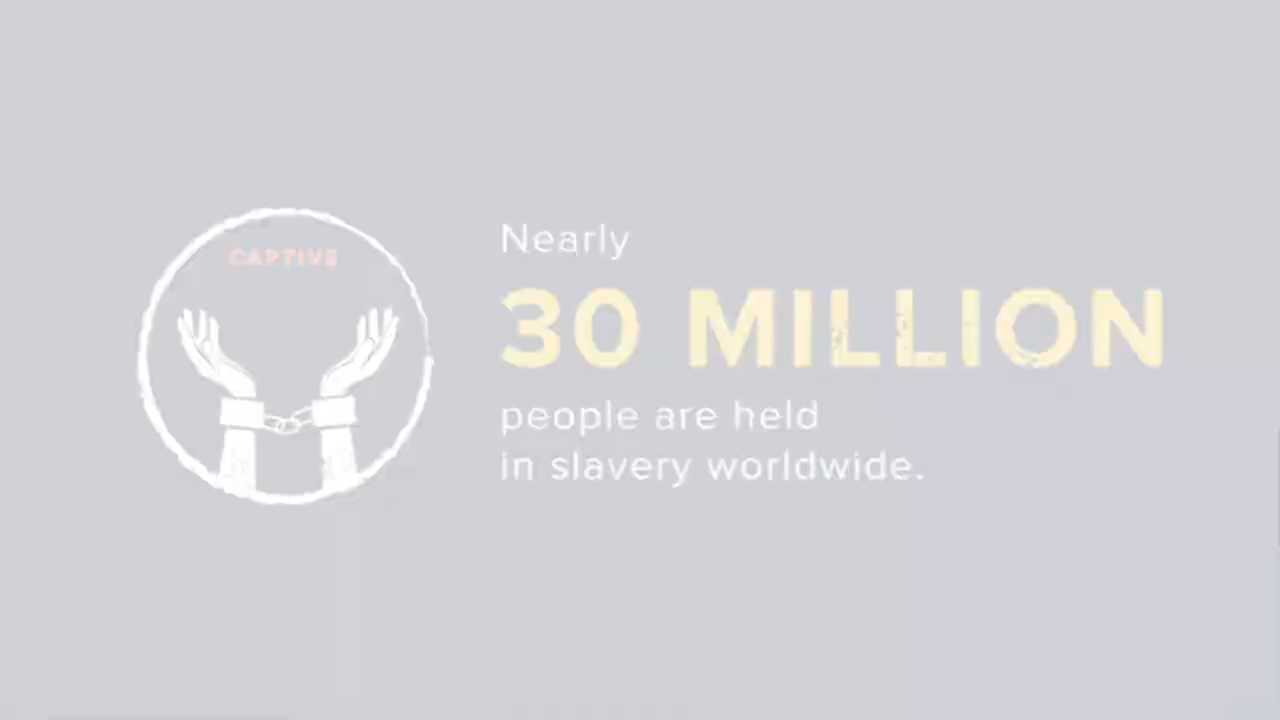 CAPTIVE
Nearly
30 MILLION
people are held
in slavery worldwide.